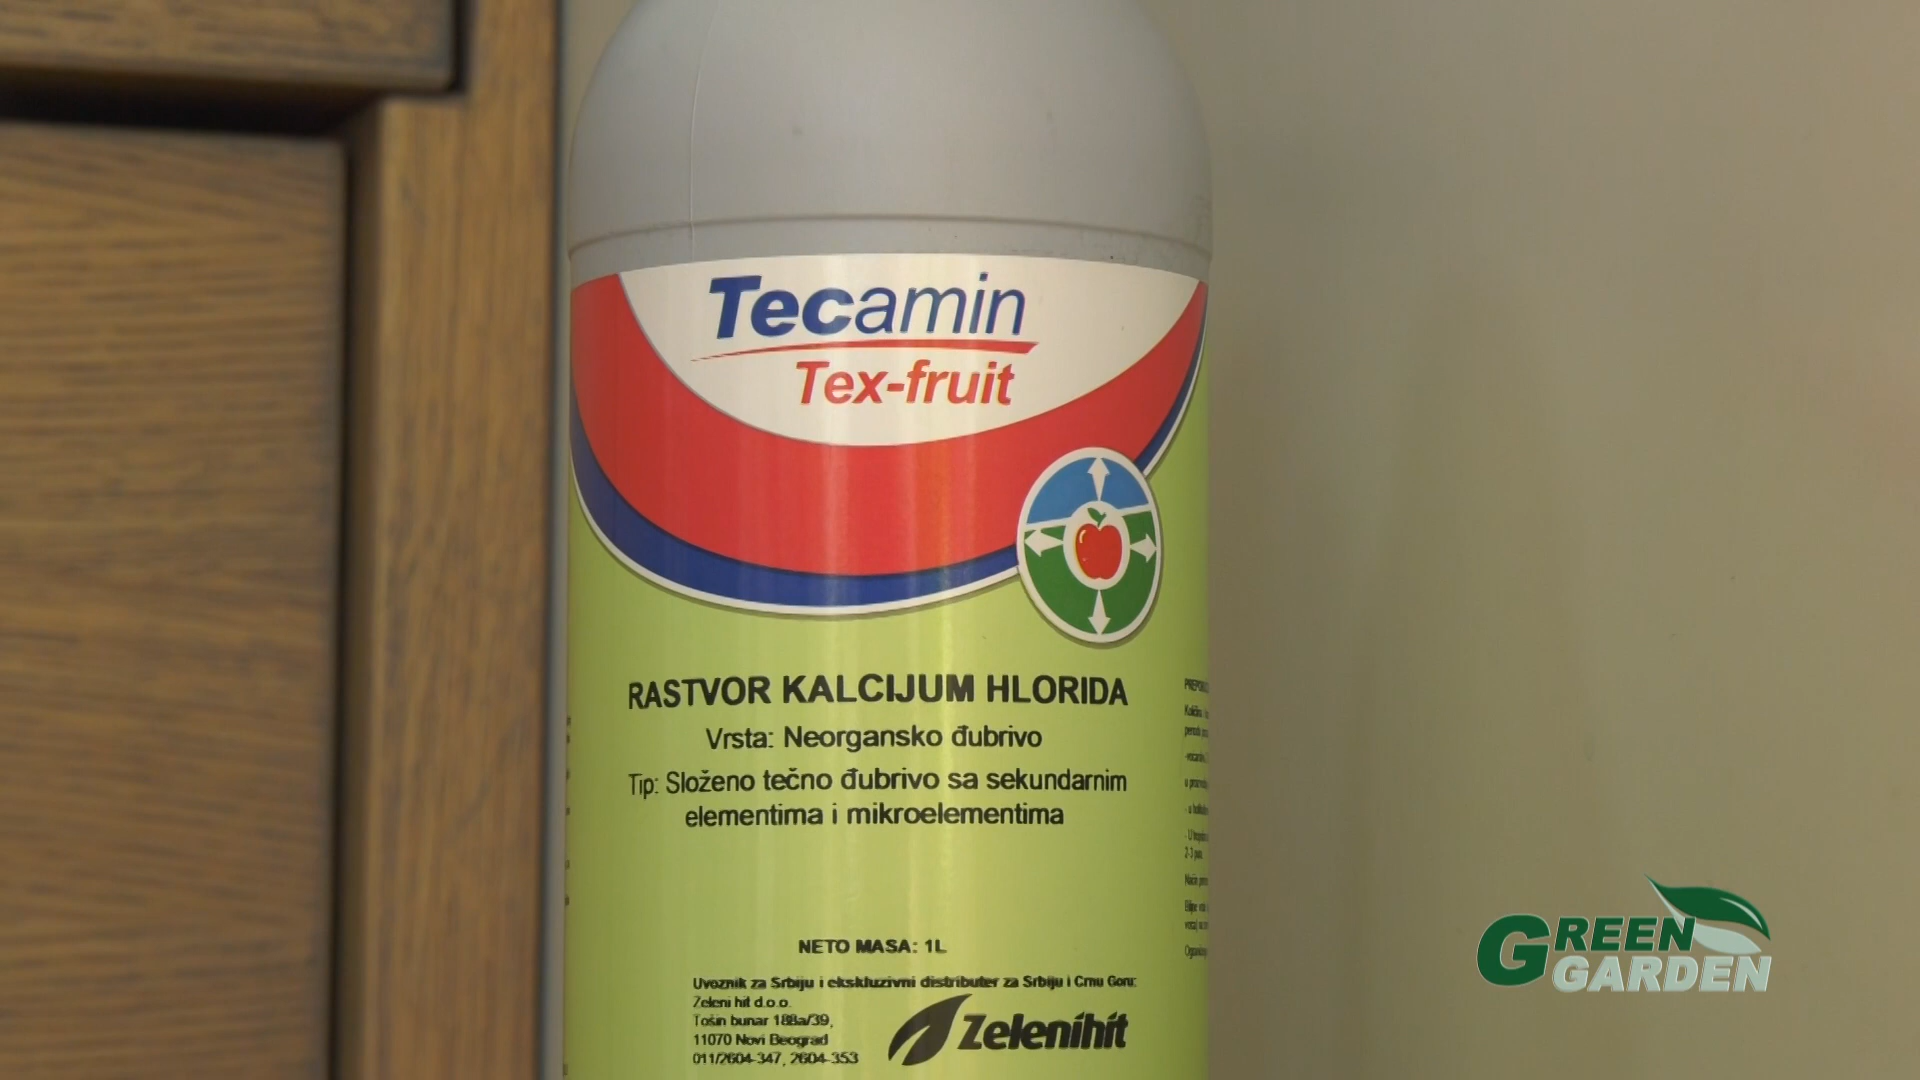 Tecamin
Tex-fruit
RASTVOR KALCIJUM HLORIDA
Vrsta: Neorgansko đubrivo
Tip: Složeno tečno đubrivo sa sekundarnim
elementima i mikroelementima
NETO MASA: 1L
Uvoznik za Srbiju i ekskluzivni distributer za Srbiju i Crnu Goru:
Zeleni hit d.o.o.
Tošin bunar 188a/39,
11070 Novi Beograd
011/2604-347, 2604-353
Zelenihit
GREEN
GARDEN